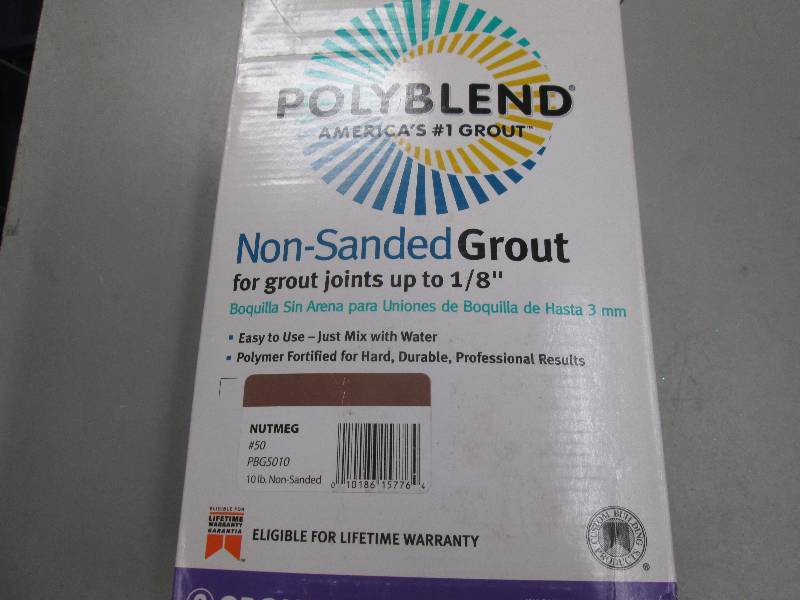 POLYBLEND®
AMERICA'S #1 GROUT™
Non-Sanded Grout
for grout joints up to 1/8"
Boquilla Sin Arena para Uniones de Boquilla de Hasta 3 mm
▪ Easy to Use – Just Mix with Water
▪ Polymer Fortified for Hard, Durable, Professional Results
NUTMEG
#50
PBG5010
10 lb. Non-Sanded
0 10186 15776 4
ELIGIBLE FOR
LIFETIME
WARRANTY
GARANTIA
ELIGIBLE FOR LIFETIME WARRANTY
CUSTOM BUILDING PRODUCTS ®